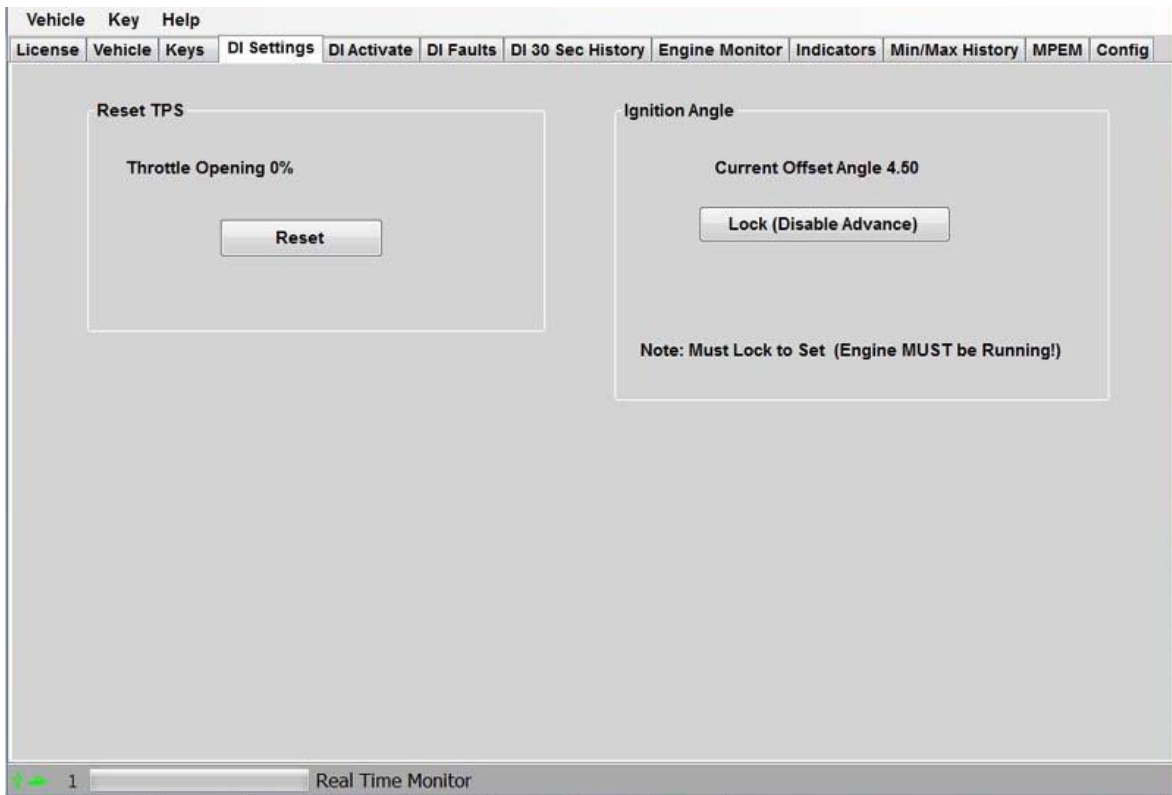 Vehicle Key Help
License Vehicle Keys DI Settings DI Activate DI Faults DI 30 Sec History Engine Monitor Indicators Min/Max History MPEM Config
Reset TPS
Throttle Opening 0%
Reset
Ignition Angle
Current Offset Angle 4.50
Lock (Disable Advance)
Note: Must Lock to Set (Engine MUST be Running!)
1 Real Time Monitor